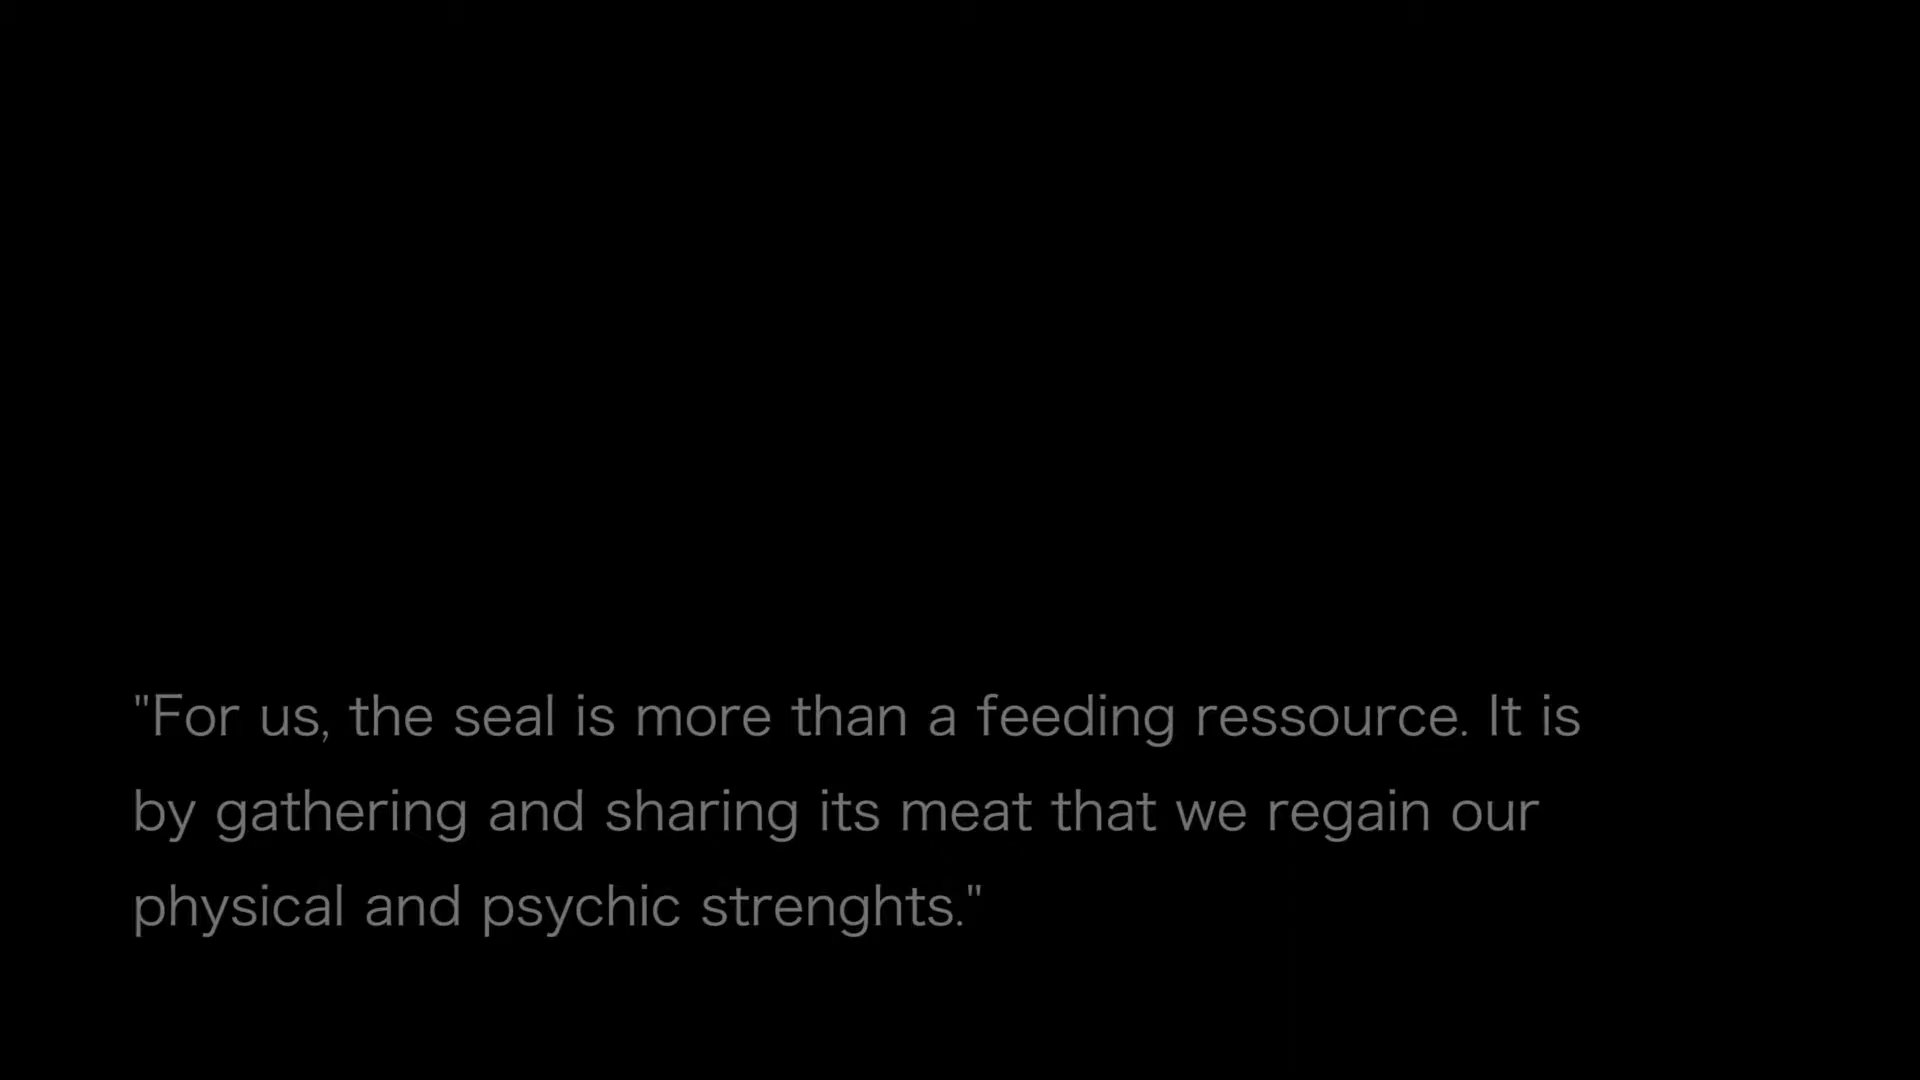 "For us, the seal is more than a feeding ressource. It is
by gathering and sharing its meat that we regain our
physical and psychic strenghts."